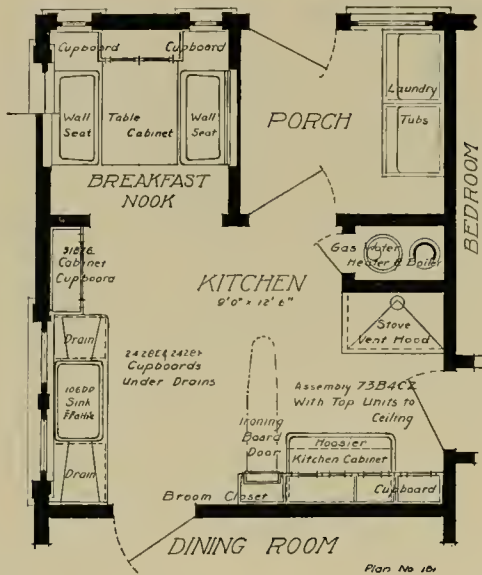 Cupboard
Cupboard
Wall
Seat
Table
Cabinet
Wall
Seat
PORCH
Laundry
Tubs
BREAKFAST
NOOK
BEDROOM
Cabinet
Cupboard
KITCHEN
9'0" x 12' 6"
Gas Water
Heater & Boiler
Stove
Vent Hood
Drain
Cupboards
Under Drains
Sink
Drain
Ironing
Board
Door
Assembly 73B4CZ
With Top Units to
Ceiling
Hoosier
Kitchen Cabinet
Broom Closet
Cupboard
DINING ROOM
Plan No